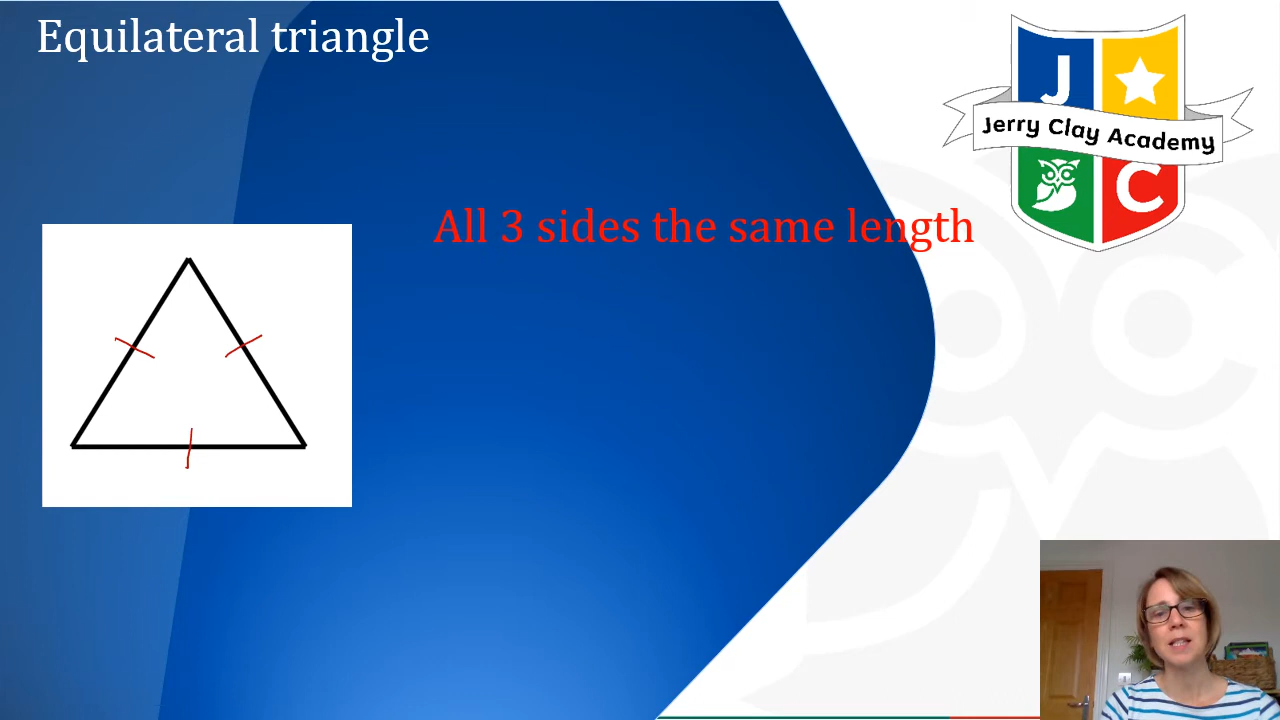 Equilateral triangle
J
Jerry Clay Academy
C
All 3 sides the same length